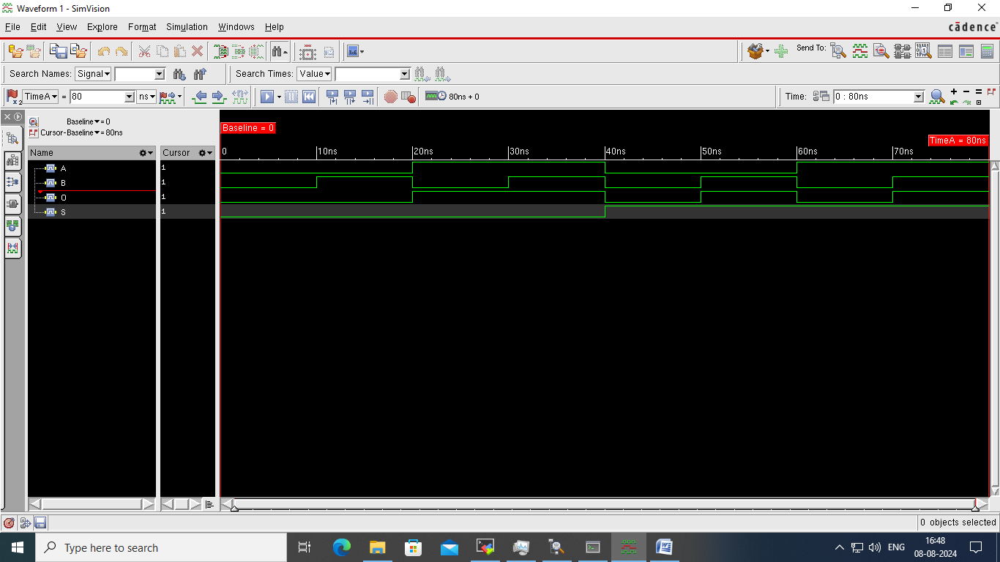 Waveform 1 - SimVision
File Edit View Explore Format Simulation Windows Help
cādence
Send To:
Search Names: Signal Search Times: Value
x2 TimeA = 80 ns 80ns + 0 Time: 0 : 80ns
Baseline = 0
Cursor-Baseline = 80ns
Baseline = 0
TimeA = 80ns
Name Cursor 0 10ns 20ns 30ns 40ns 50ns 60ns 70ns
A 1
B 1
O 1
S 1
0 objects selected
Type here to search
ENG
16:48
08-08-2024